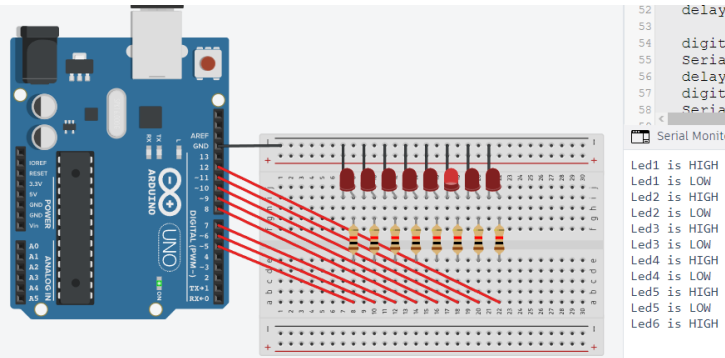 AREF
GND
13
12
~11
~10
~9
8
7
~6
~5
4
~3
2
TX→1
RX←0
DIGITAL (PWM~)
L
TX
RX
ARDUINO
UNO
ON
IOREF
RESET
3.3V
5V
GND
GND
Vin
POWER
A0
A1
A2
A3
A4
A5
ANALOG IN
52 delay
53
54 digit
55 Seria
56 delay
57 digit
58 Seria
Serial Monit
Led1 is HIGH
Led1 is LOW
Led2 is HIGH
Led2 is LOW
Led3 is HIGH
Led3 is LOW
Led4 is HIGH
Led4 is LOW
Led5 is HIGH
Led5 is LOW
Led6 is HIGH